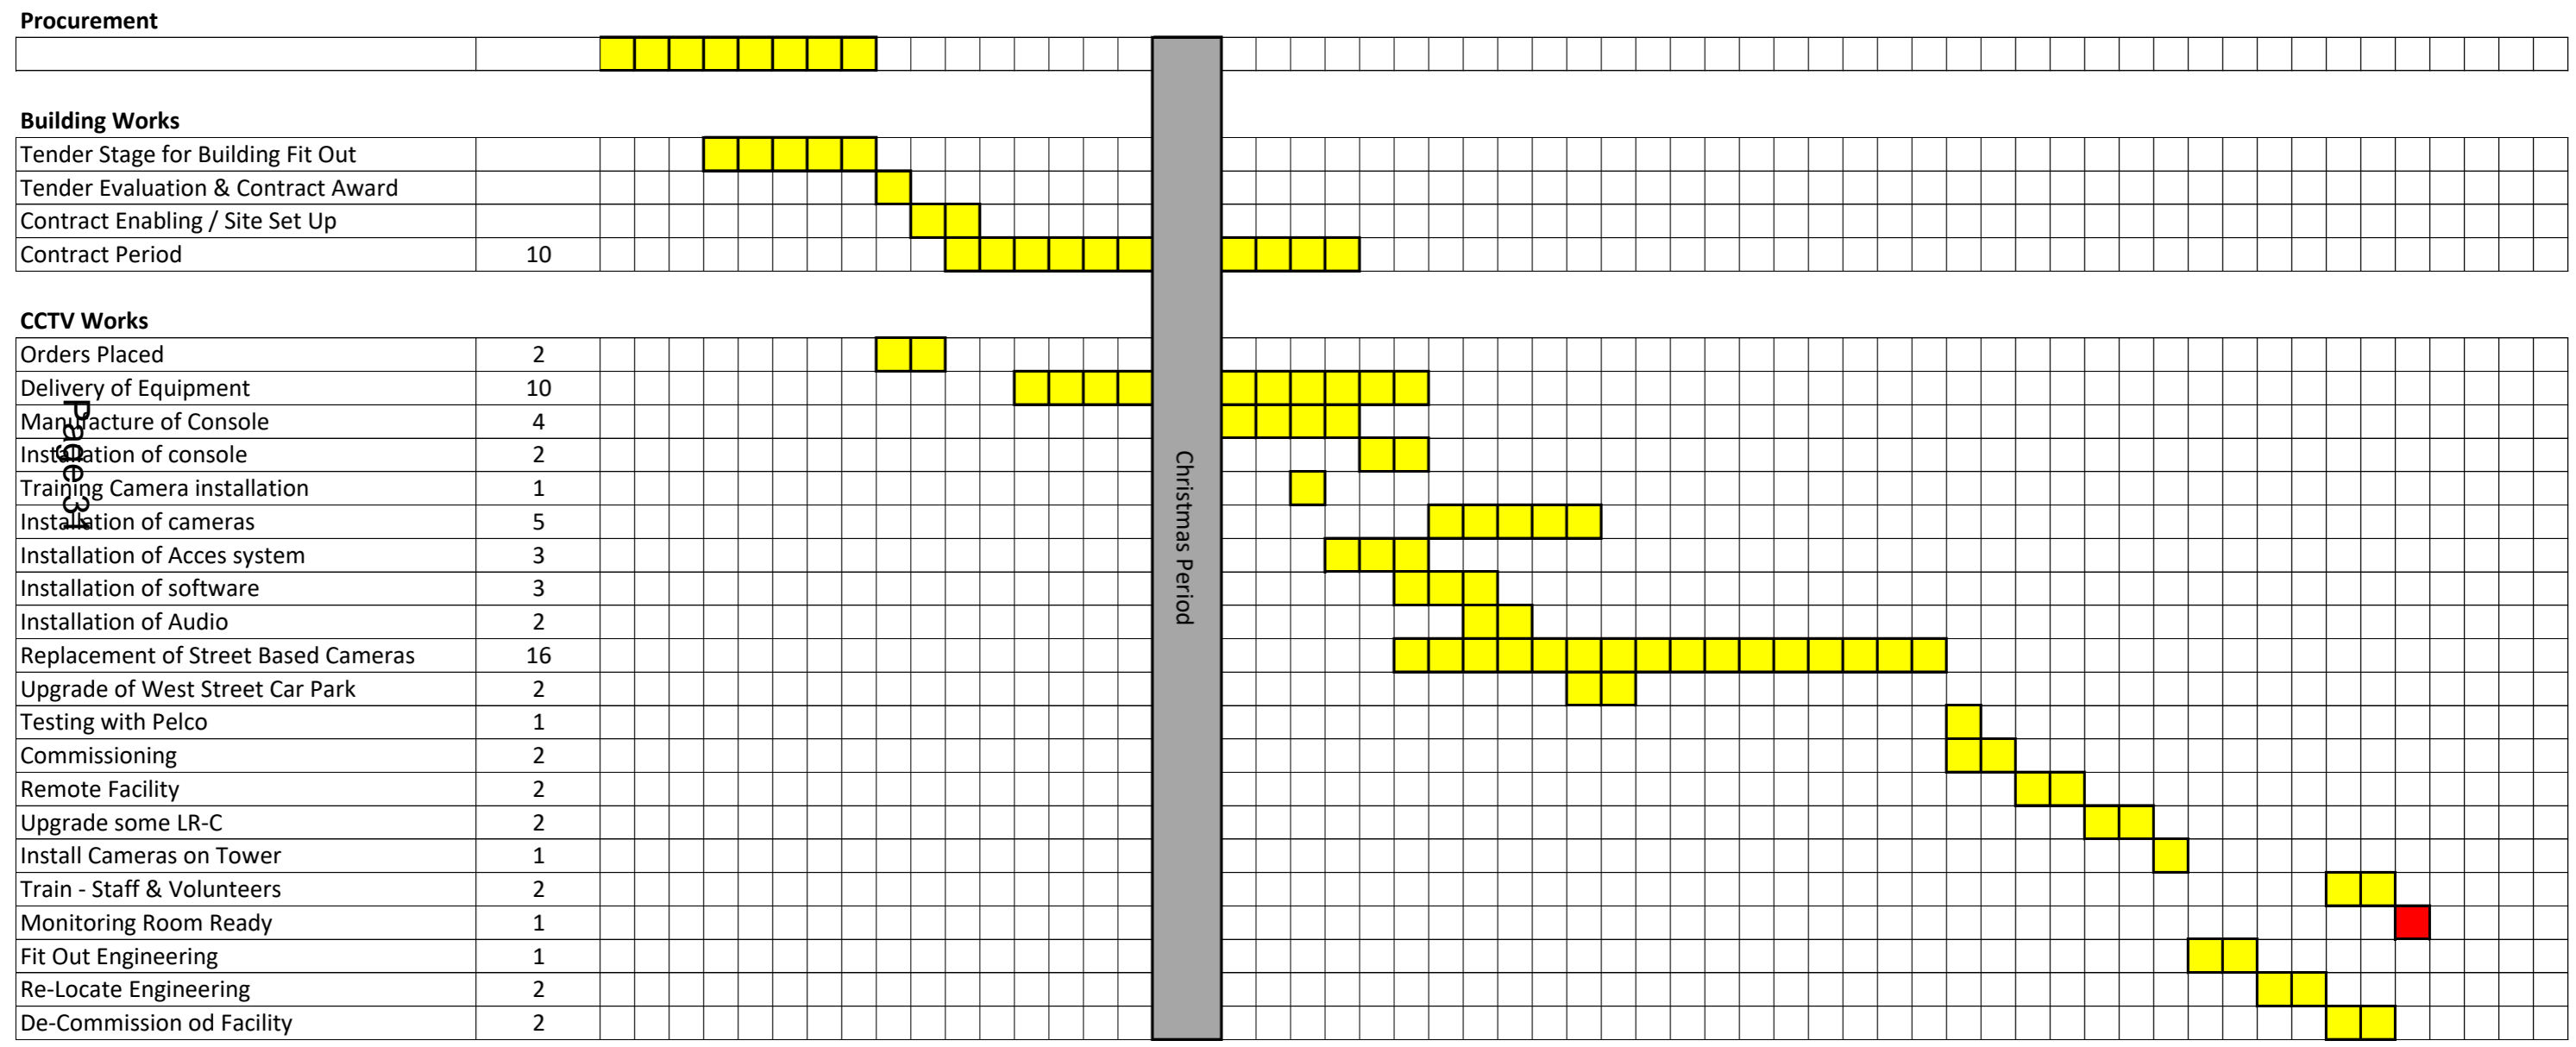 Procurement
Building Works
Tender Stage for Building Fit Out
Tender Evaluation & Contract Award
Contract Enabling / Site Set Up
Contract Period 10
CCTV Works
Orders Placed 2
Delivery of Equipment 10
Manufacture of Console 4
Installation of console 2
Training Camera installation 1
Installation of cameras 5
Installation of Acces system 3
Installation of software 3
Installation of Audio 2
Replacement of Street Based Cameras 16
Upgrade of West Street Car Park 2
Testing with Pelco 1
Commissioning 2
Remote Facility 2
Upgrade some LR-C 2
Install Cameras on Tower 1
Train - Staff & Volunteers 2
Monitoring Room Ready 1
Fit Out Engineering 1
Re-Locate Engineering 2
De-Commission od Facility 2
Christmas Period
Page 31